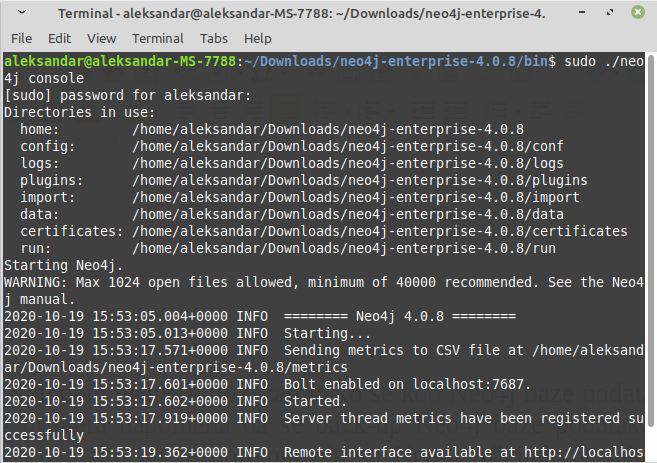 Terminal - aleksandar@aleksandar-MS-7788: ~/Downloads/neo4j-enterprise-4.
File Edit View Terminal Tabs Help
aleksandar@aleksandar-MS-7788:~/Downloads/neo4j-enterprise-4.0.8/bin$ sudo ./neo
4j console
[sudo] password for aleksandar:
Directories in use:
  home:         /home/aleksandar/Downloads/neo4j-enterprise-4.0.8
  config:       /home/aleksandar/Downloads/neo4j-enterprise-4.0.8/conf
  logs:         /home/aleksandar/Downloads/neo4j-enterprise-4.0.8/logs
  plugins:      /home/aleksandar/Downloads/neo4j-enterprise-4.0.8/plugins
  import:       /home/aleksandar/Downloads/neo4j-enterprise-4.0.8/import
  data:         /home/aleksandar/Downloads/neo4j-enterprise-4.0.8/data
  certificates: /home/aleksandar/Downloads/neo4j-enterprise-4.0.8/certificates
  run:          /home/aleksandar/Downloads/neo4j-enterprise-4.0.8/run
Starting Neo4j.
WARNING: Max 1024 open files allowed, minimum of 40000 recommended. See the Neo4
j manual.
2020-10-19 15:53:05.004+0000 INFO  ======== Neo4j 4.0.8 ========
2020-10-19 15:53:05.013+0000 INFO  Starting...
2020-10-19 15:53:17.571+0000 INFO  Sending metrics to CSV file at /home/aleksand
ar/Downloads/neo4j-enterprise-4.0.8/metrics
2020-10-19 15:53:17.601+0000 INFO  Bolt enabled on localhost:7687.
2020-10-19 15:53:17.602+0000 INFO  Started.
2020-10-19 15:53:17.919+0000 INFO  Server thread metrics have been registered su
ccessfully
2020-10-19 15:53:19.362+0000 INFO  Remote interface available at http://localhos